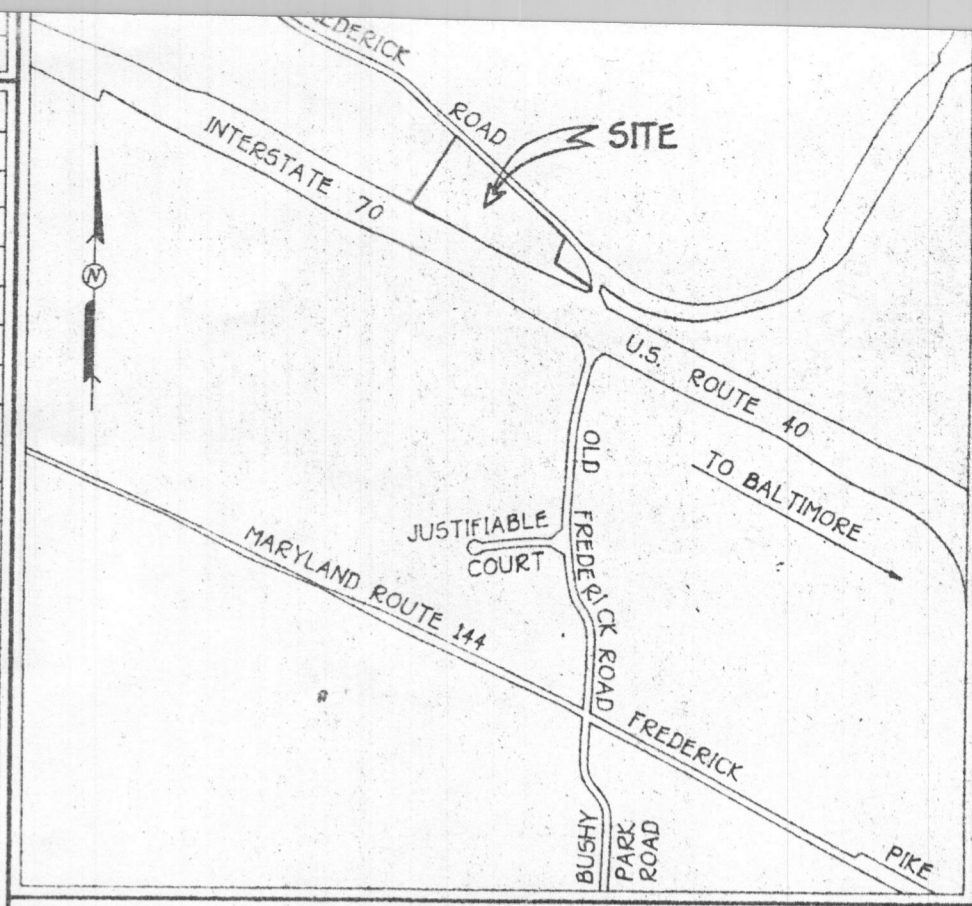 FREDERICK
ROAD
SITE
INTERSTATE 70
N
U.S. ROUTE 40
TO BALTIMORE
OLD FREDERICK ROAD
JUSTIFIABLE
COURT
MARYLAND ROUTE 144
FREDERICK
PIKE
BUSHY
PARK
ROAD